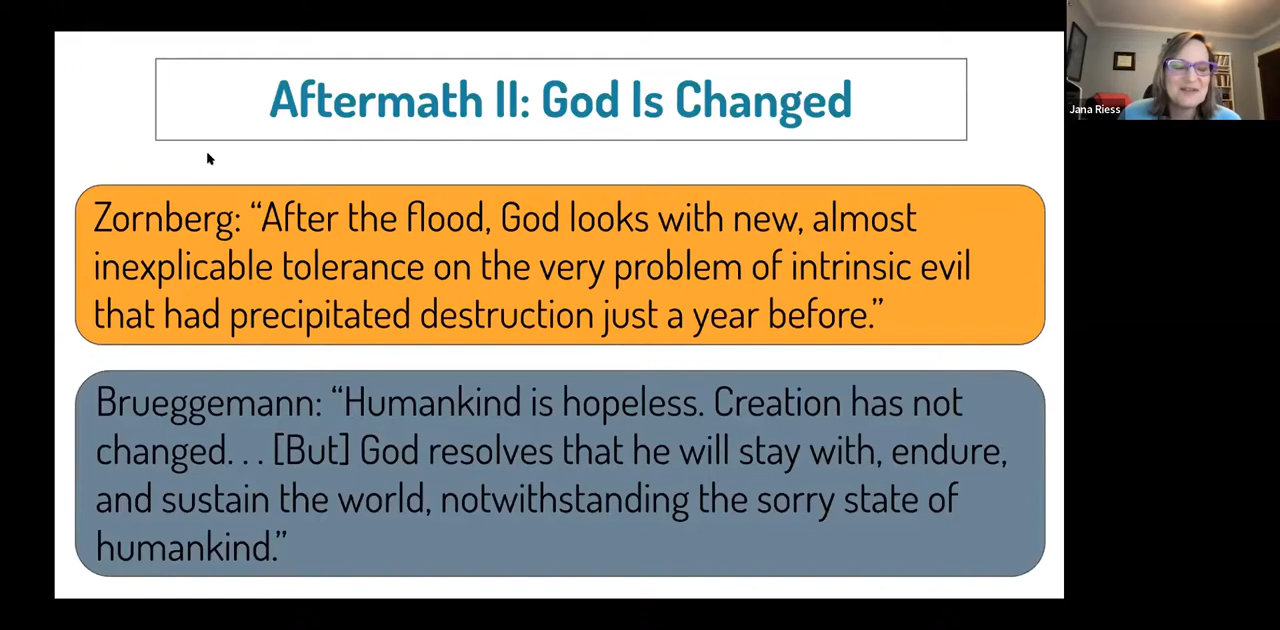 Aftermath II: God Is Changed
Jana Riess
Zornberg: “After the flood, God looks with new, almost
inexplicable tolerance on the very problem of intrinsic evil
that had precipitated destruction just a year before.”
Brueggemann: “Humankind is hopeless. Creation has not
changed. . . [But] God resolves that he will stay with, endure,
and sustain the world, notwithstanding the sorry state of
humankind.”